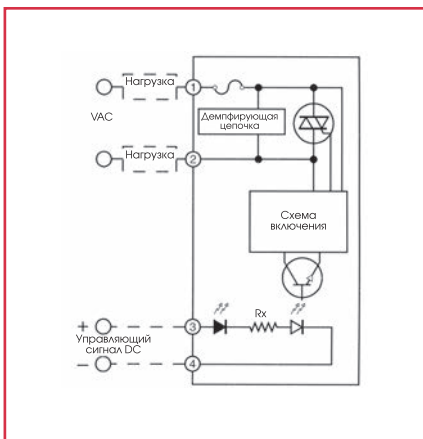 Нагрузка
1
VAC
Демпфирующая
цепочка
Нагрузка
2
Схема
включения
Rx
+
3
Управляющий
сигнал DC
–
4